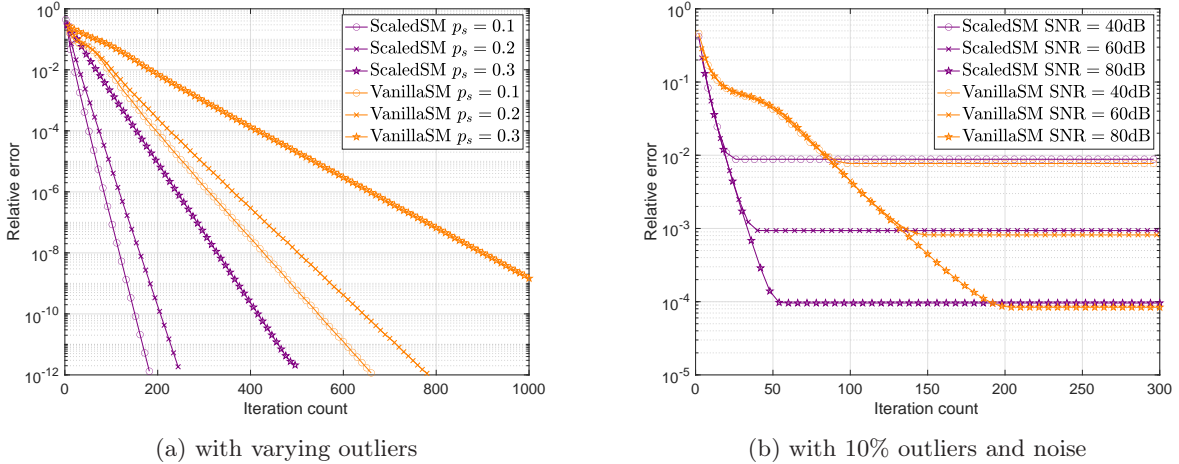 10^0
10^-2
10^-4
10^-6
10^-8
10^-10
10^-12
Relative error
0 200 400 600 800 1000
Iteration count
ScaledSM p_s = 0.1
ScaledSM p_s = 0.2
ScaledSM p_s = 0.3
VanillaSM p_s = 0.1
VanillaSM p_s = 0.2
VanillaSM p_s = 0.3
(a) with varying outliers
10^0
10^-1
10^-2
10^-3
10^-4
10^-5
Relative error
0 50 100 150 200 250 300
Iteration count
ScaledSM SNR = 40dB
ScaledSM SNR = 60dB
ScaledSM SNR = 80dB
VanillaSM SNR = 40dB
VanillaSM SNR = 60dB
VanillaSM SNR = 80dB
(b) with 10% outliers and noise